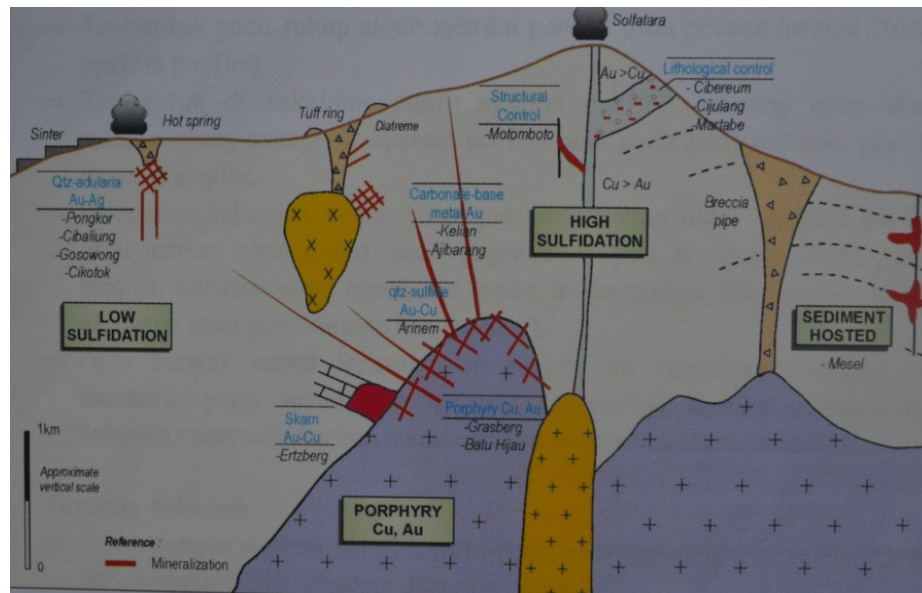 Solfatara
Au >Cu
Lithological control
- Cibereum
- Cijulang
- Martabe
Structural
Control
-Motomboto
Tuff ring
Diatreme
Hot spring
Sinter
Qtz-adularia
Au-Ag
-Pongkor
-Cibaliung
-Gosowong
-Cikotok
Carbonate-base
metal Au
-Kelian
- Ajibarang
Cu > Au
HIGH
SULFIDATION
Breccia
pipe
LOW
SULFIDATION
qtz-sulfide
Au-Cu
Arinem
SEDIMENT
HOSTED
- Mesel
Skarn
Au-Cu
-Ertzberg
Porphyry Cu, Au
-Grasberg
- Batu Hijau
1km
Approximate
vertical scale
0
PORPHYRY
Cu, Au
Reference
Mineralization